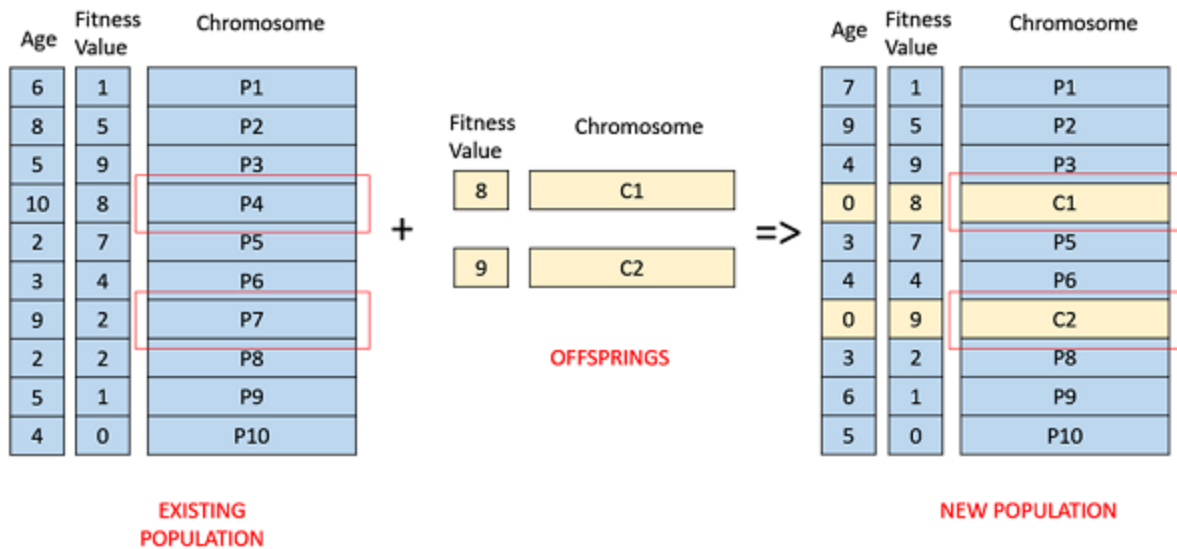 Age Fitness Value Chromosome
6 1 P1
8 5 P2
5 9 P3
10 8 P4
2 7 P5
3 4 P6
9 2 P7
2 2 P8
5 1 P9
4 0 P10
EXISTING
POPULATION
+
Fitness Value Chromosome
8 C1
9 C2
OFFSPRINGS
=>
Age Fitness Value Chromosome
7 1 P1
9 5 P2
4 9 P3
0 8 C1
3 7 P5
4 4 P6
0 9 C2
3 2 P8
6 1 P9
5 0 P10
NEW POPULATION